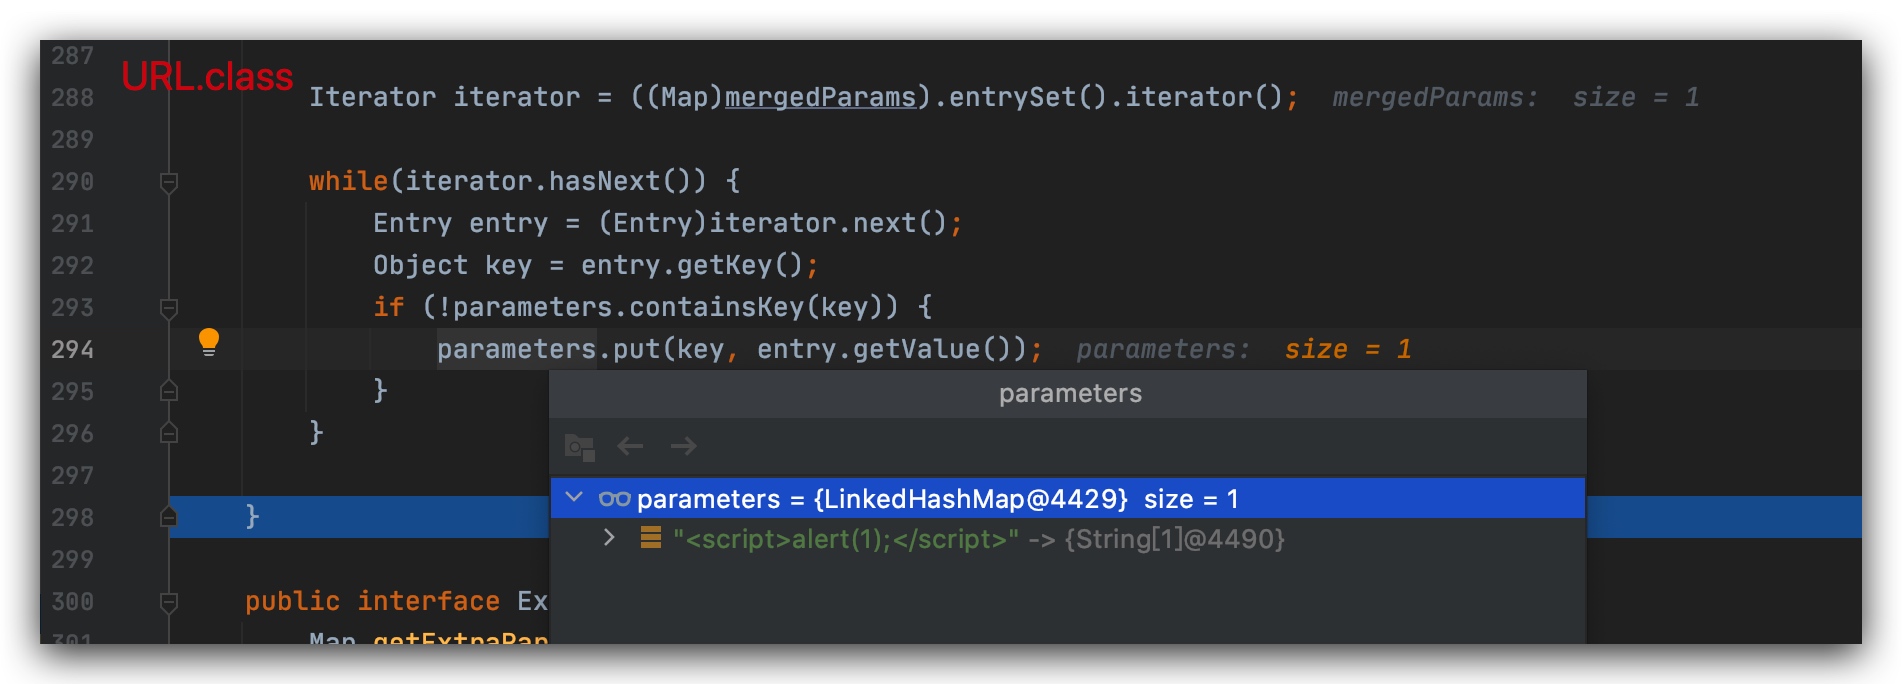 287
URL.class
288 Iterator iterator = ((Map)mergedParams).entrySet().iterator(); mergedParams: size = 1
289
290 while(iterator.hasNext()) {
291 Entry entry = (Entry)iterator.next();
292 Object key = entry.getKey();
293 if (!parameters.containsKey(key)) {
294 parameters.put(key, entry.getValue()); parameters: size = 1
295 }
parameters
296 }
297
parameters = {LinkedHashMap@4429} size = 1
298 }
"<script>alert(1);</script>" -> {String[1]@4490}
299
300 public interface Ex
301 Map getExtraPar